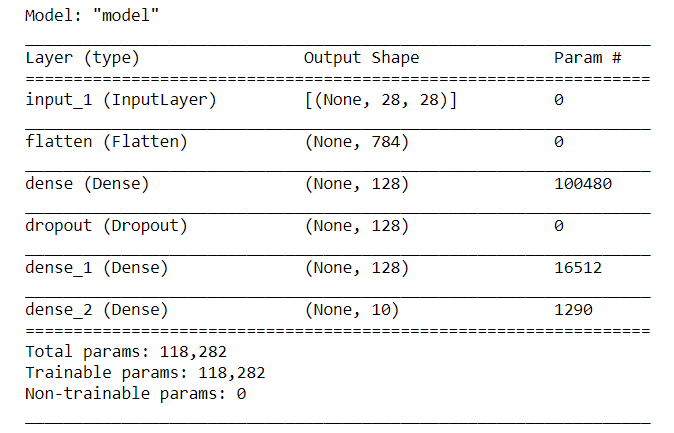 Model: "model"
_________________________________________________________________
Layer (type)                 Output Shape              Param #
=================================================================
input_1 (InputLayer)         [(None, 28, 28)]          0
_________________________________________________________________
flatten (Flatten)            (None, 784)               0
_________________________________________________________________
dense (Dense)                (None, 128)               100480
_________________________________________________________________
dropout (Dropout)            (None, 128)               0
_________________________________________________________________
dense_1 (Dense)              (None, 128)               16512
_________________________________________________________________
dense_2 (Dense)              (None, 10)                1290
=================================================================
Total params: 118,282
Trainable params: 118,282
Non-trainable params: 0
_________________________________________________________________